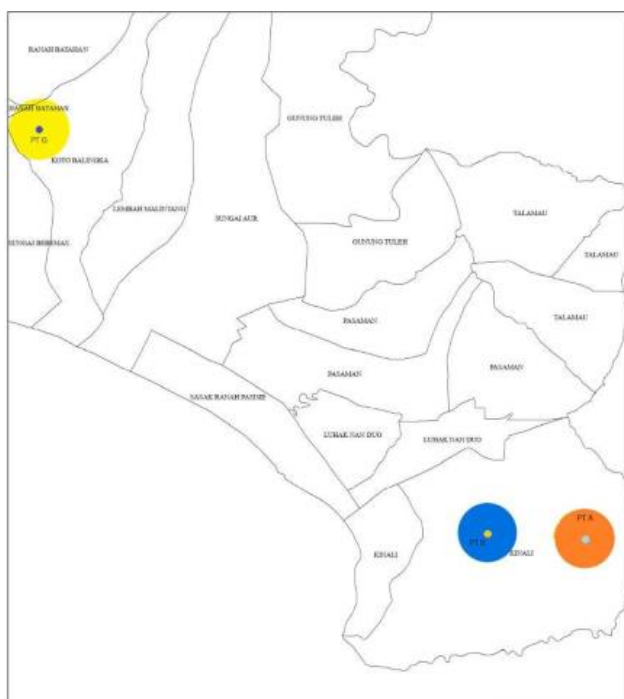 RANAH BATAHAN
RANAH BATAHAN
PT G
KOTO BALINGKA
GUNUNG TULEH
LEMBAH MALINTANG
SUNGAI AUR
TALAMAU
SUNGAI BEREMAS
GUNUNG TULEH
TALAMAU
PASAMAN
TALAMAU
PASAMAN
PASAMAN
SASAK RANAH PASISIE
LUHAK NAN DUO
LUHAK NAN DUO
PT A
PT B
KINALI
KINALI